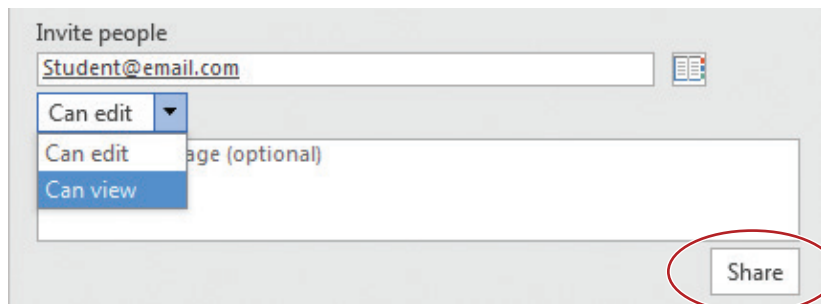 Invite people
Student@email.com
Can edit
Can edit
age (optional)
Can view
Share